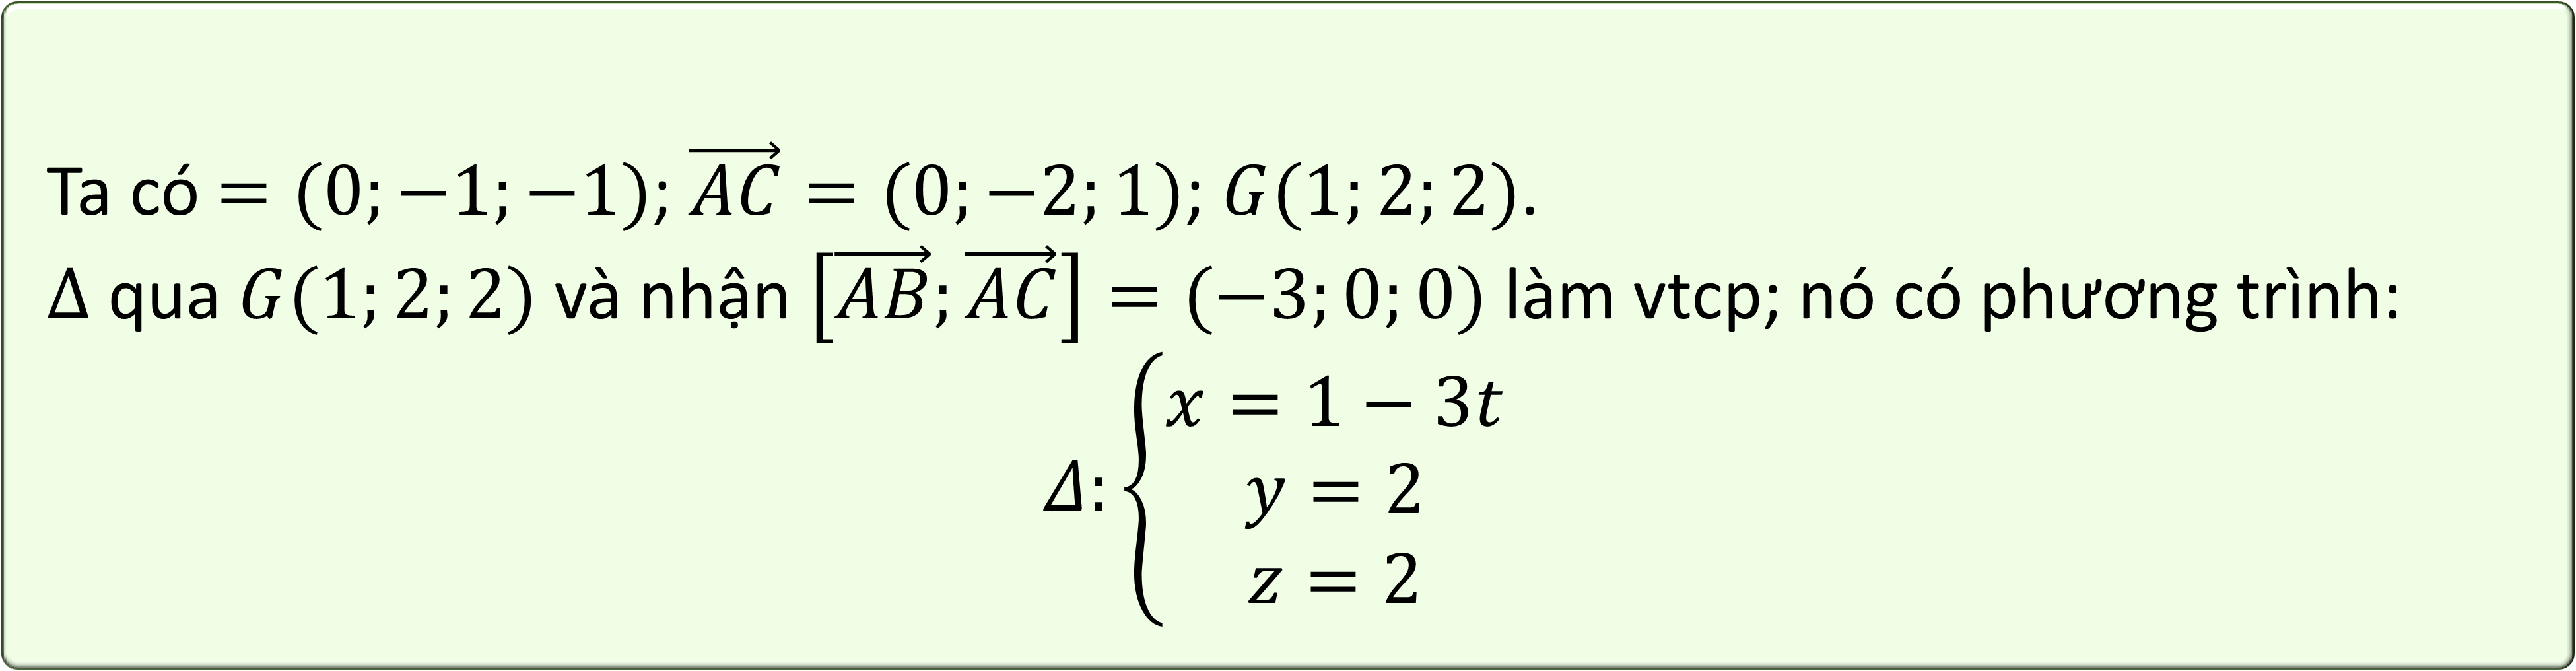 Ta có = (0; −1; −1); \overrightarrow{AC} = (0; −2; 1); G(1; 2; 2).
Δ qua G(1; 2; 2) và nhận [\overrightarrow{AB}; \overrightarrow{AC}] = (−3; 0; 0) làm vtcp; nó có phương trình:
x = 1 − 3t
Δ: { y = 2
z = 2